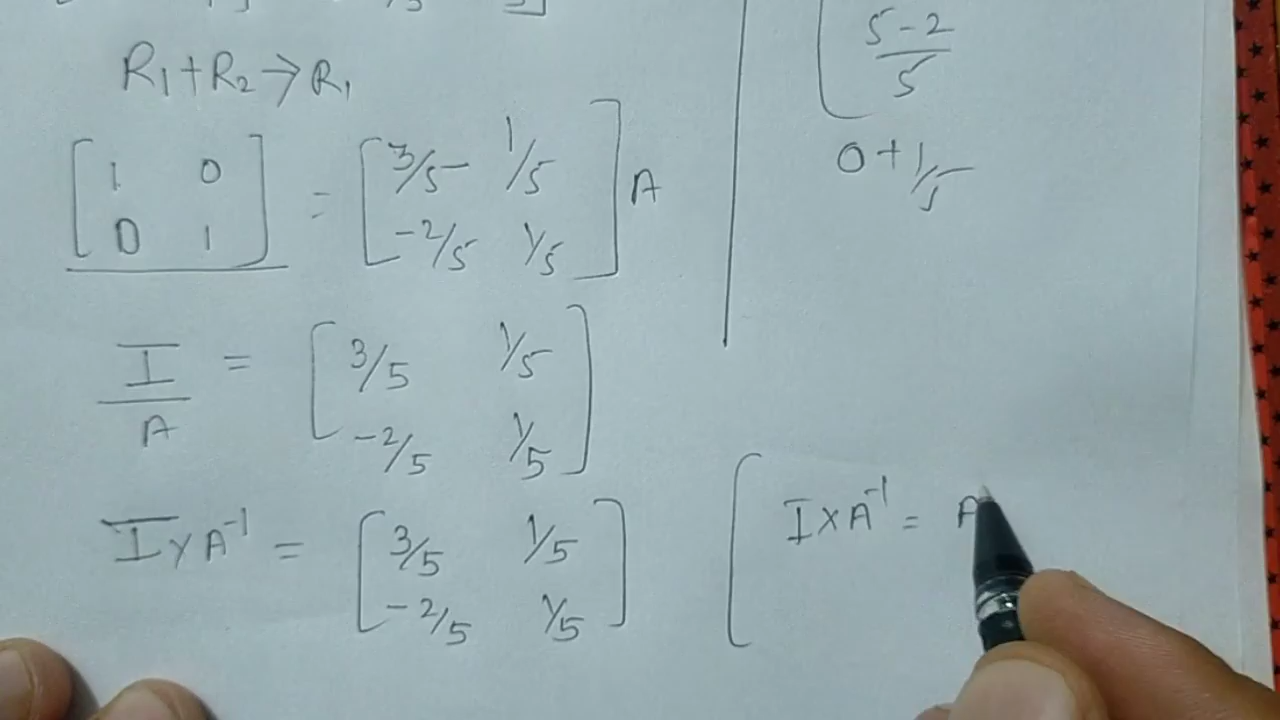 R₁+R₂→R₁
[1 0
0 1] = [3/5 1/5
-2/5 1/5] A
I/A = [3/5 1/5
-2/5 1/5]
I×A⁻¹ = [3/5 1/5
-2/5 1/5]
5-2
5
0+1/5
[I×A⁻¹ = A